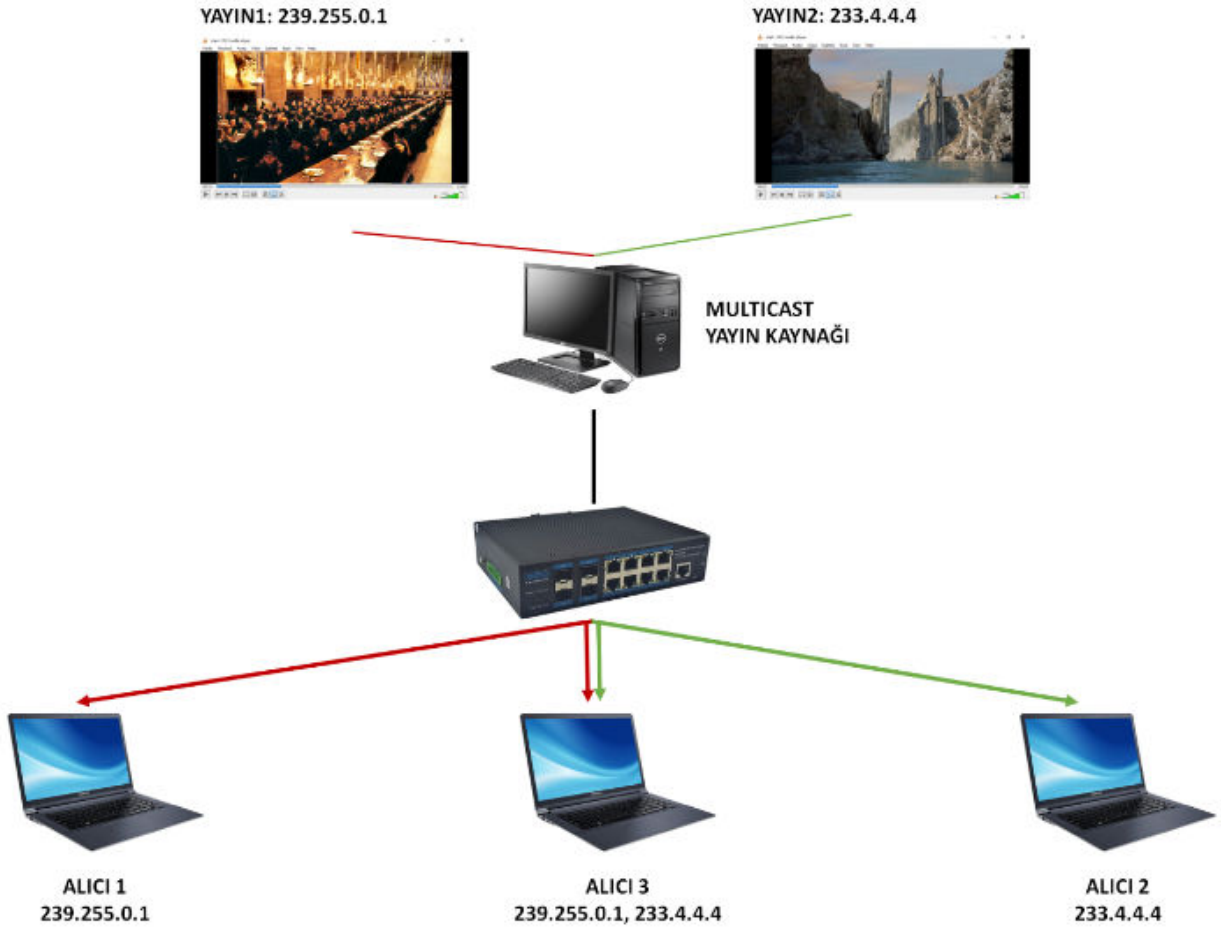 YAYIN1: 239.255.0.1
YAYIN2: 233.4.4.4
MULTICAST
YAYIN KAYNAĞI
ALICI 1
239.255.0.1
ALICI 3
239.255.0.1, 233.4.4.4
ALICI 2
233.4.4.4